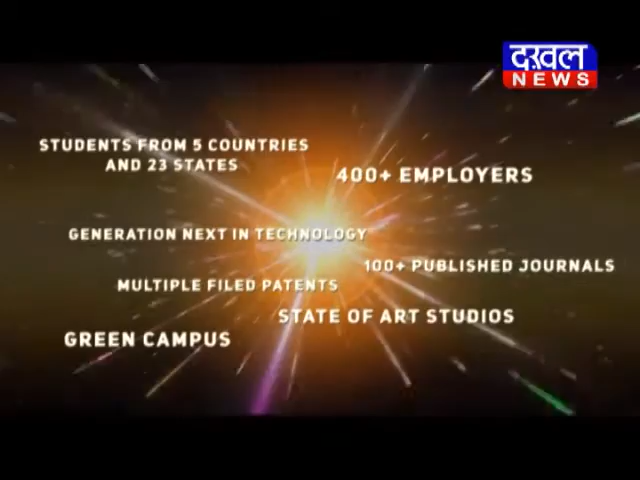 दख़ल
NEWS
STUDENTS FROM 5 COUNTRIES
AND 23 STATES
400+ EMPLOYERS
GENERATION NEXT IN TECHNOLOGY
100+ PUBLISHED JOURNALS
MULTIPLE FILED PATENTS
STATE OF ART STUDIOS
GREEN CAMPUS